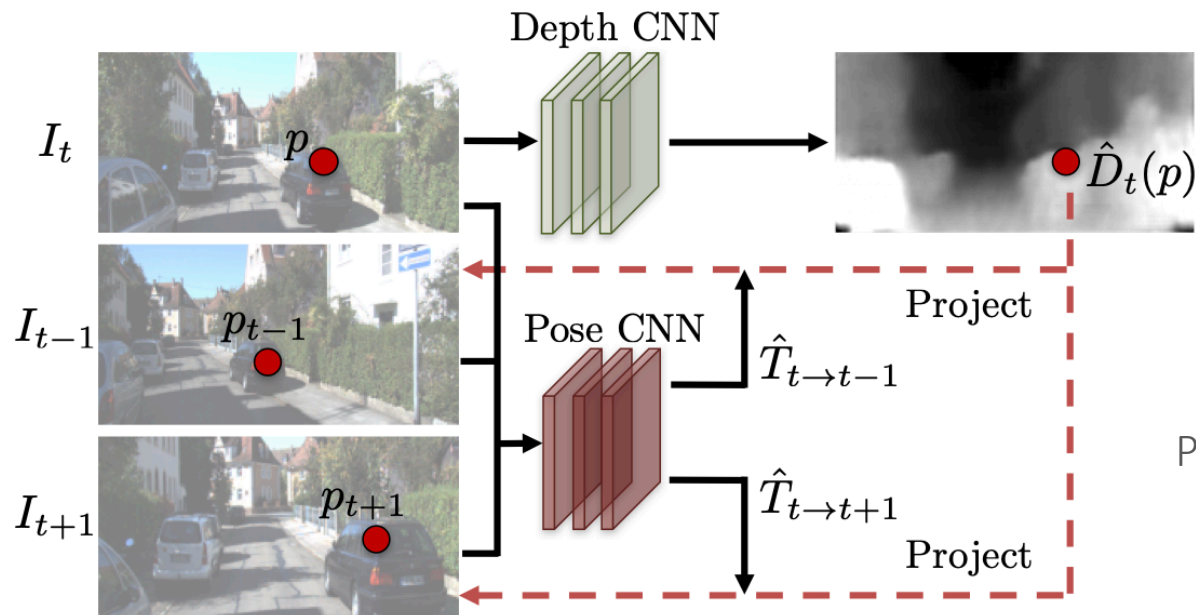 Depth CNN
I_t
p
D̂_t(p)
Project
I_{t-1}
p_{t-1}
Pose CNN
T̂_{t→t-1}
I_{t+1}
p_{t+1}
T̂_{t→t+1}
Project
P